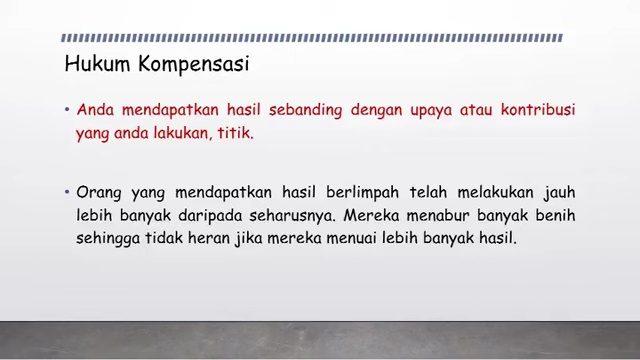 Hukum Kompensasi
• Anda mendapatkan hasil sebanding dengan upaya atau kontribusi
yang anda lakukan, titik.
• Orang yang mendapatkan hasil berlimpah telah melakukan jauh
lebih banyak daripada seharusnya. Mereka menabur banyak benih
sehingga tidak heran jika mereka menuai lebih banyak hasil.